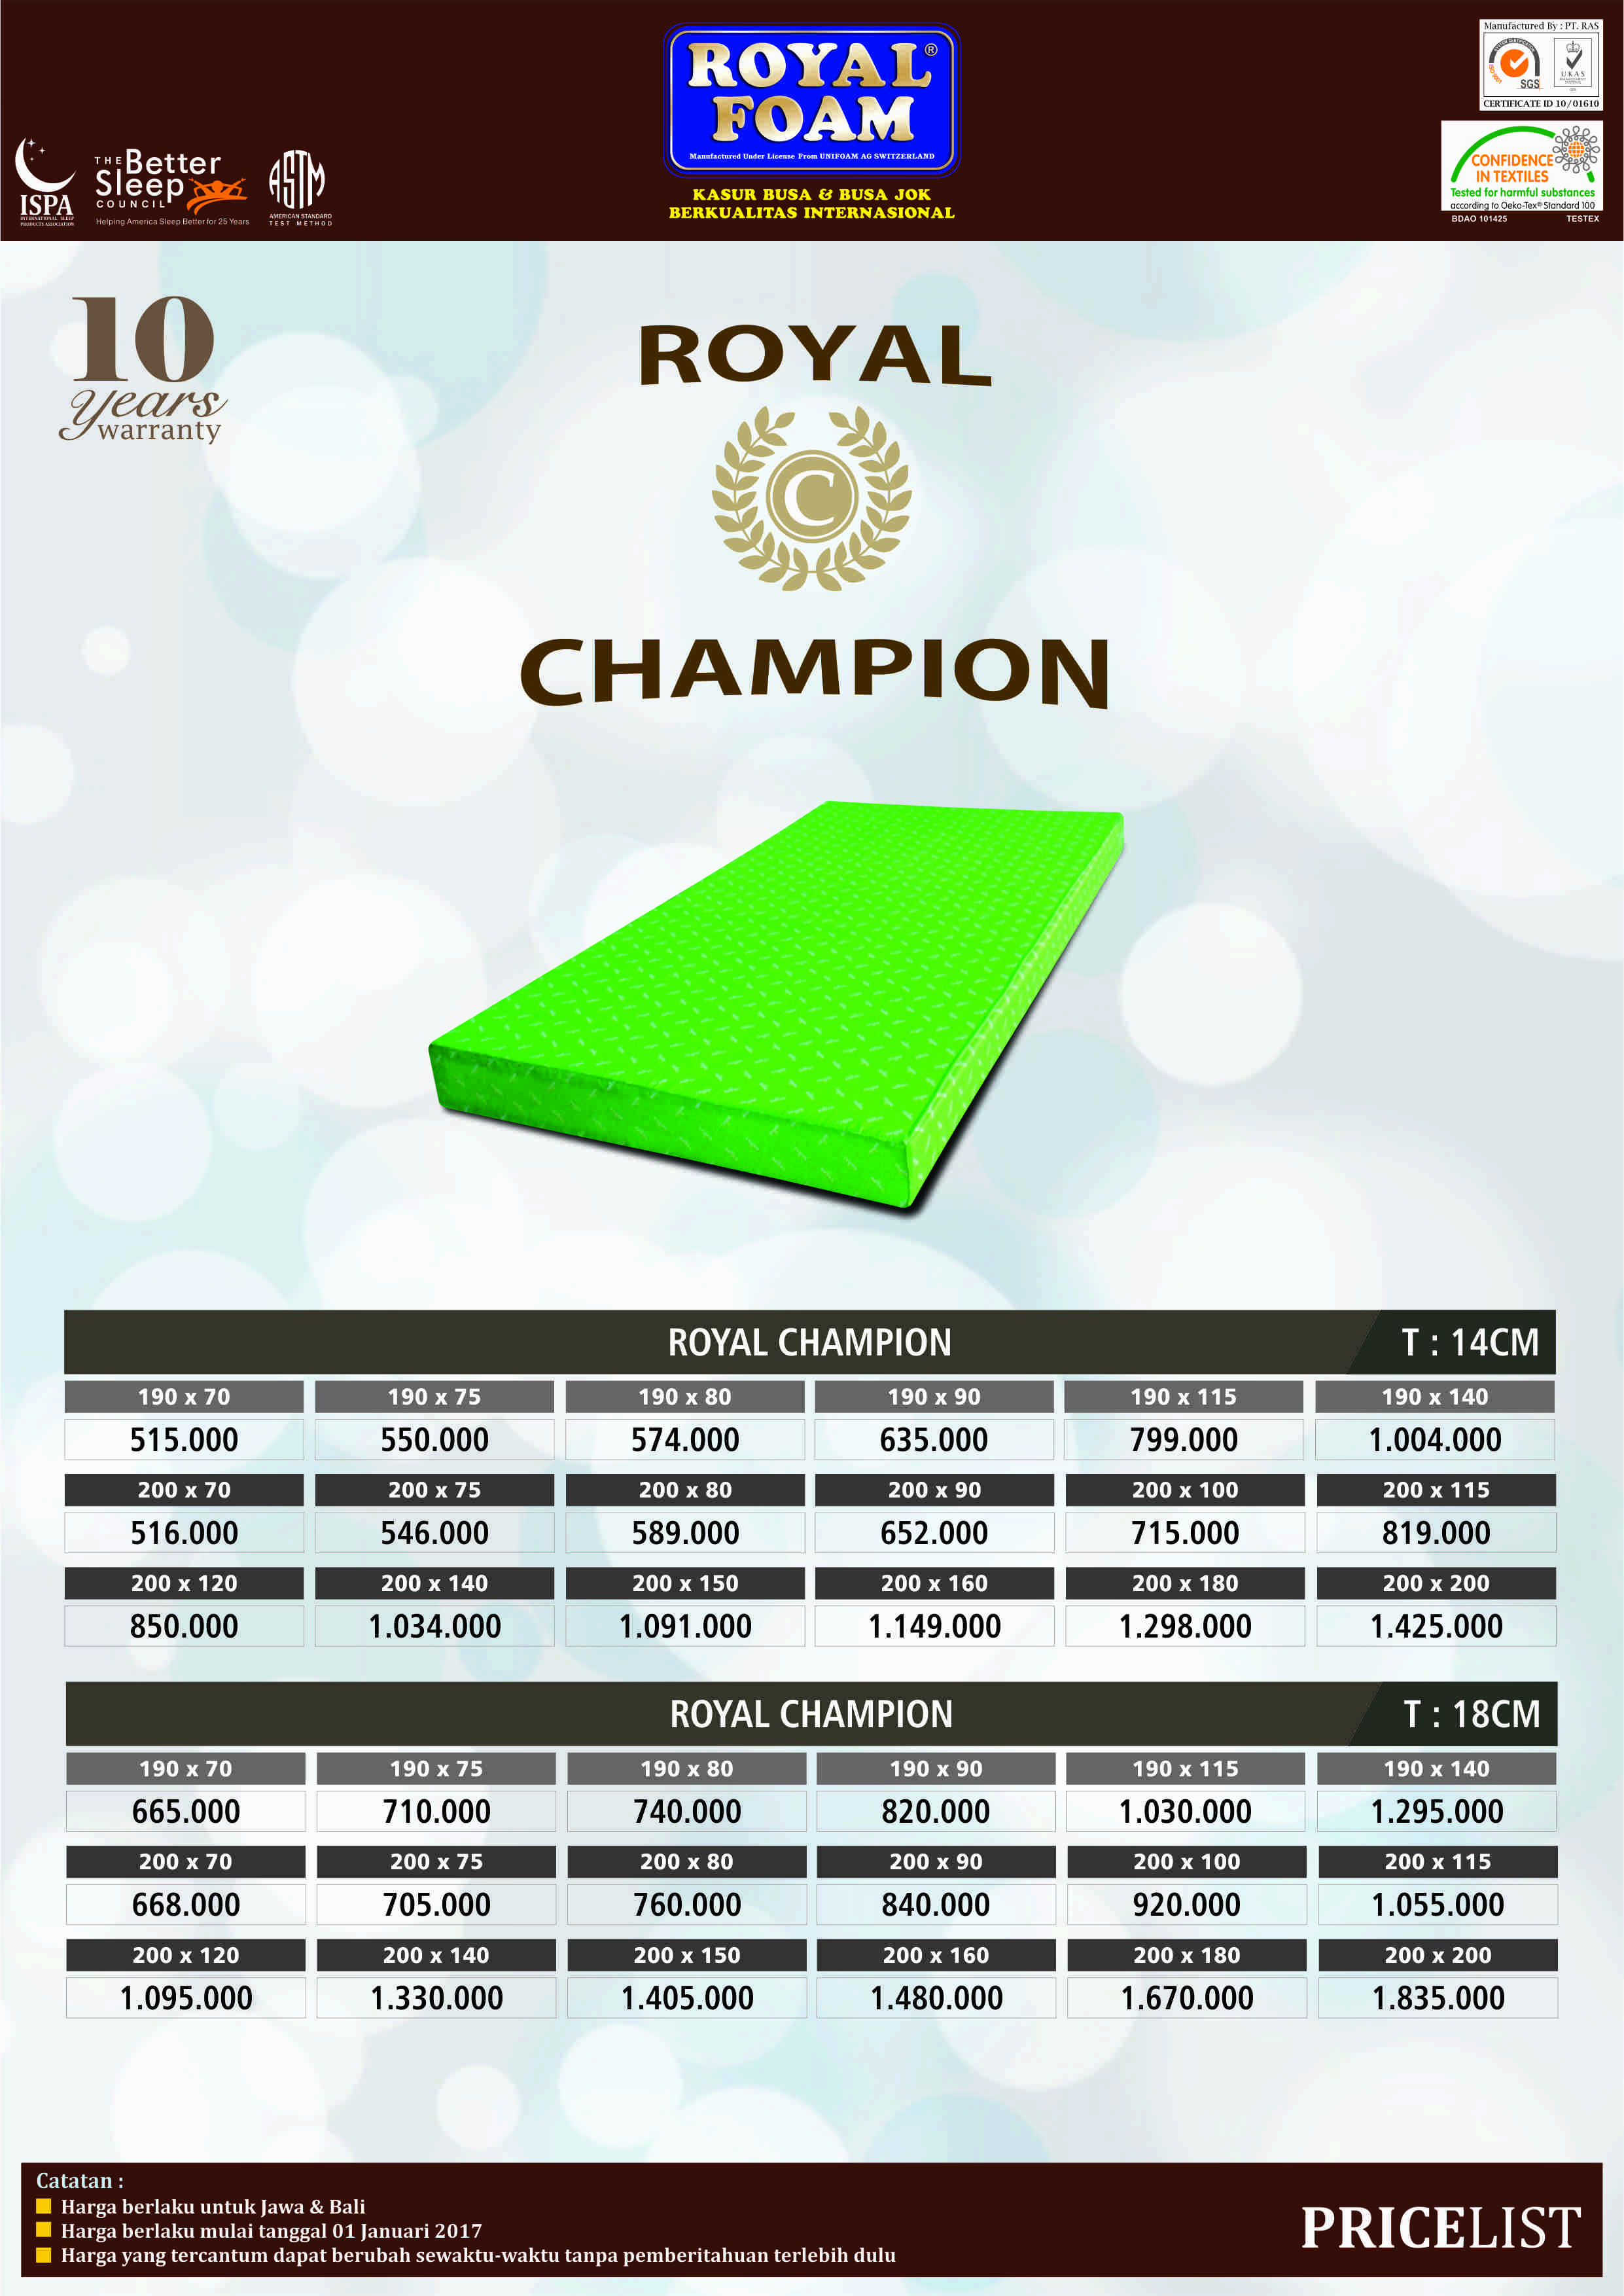 ROYAL®
FOAM
Manufactured Under License From UNIFOAM AG SWITZERLAND
KASUR BUSA & BUSA JOK
BERKUALITAS INTERNASIONAL
ISPA
INTERNATIONAL SLEEP
PRODUCTS ASSOCIATION
THE Better
Sleep
COUNCIL
Helping America Sleep Better for 25 Years
ASTM
AMERICAN STANDARD
TEST METHOD
Manufactured By : PT. RAS
SGS
UKAS
CERTIFICATE ID 10/01610
CONFIDENCE
IN TEXTILES
Tested for harmful substances
according to Oeko-Tex® Standard 100
BDAO 101425 TESTEX
10
Years
warranty
ROYAL
C
CHAMPION
ROYAL CHAMPION T : 14CM
190 x 70 190 x 75 190 x 80 190 x 90 190 x 115 190 x 140
515.000 550.000 574.000 635.000 799.000 1.004.000
200 x 70 200 x 75 200 x 80 200 x 90 200 x 100 200 x 115
516.000 546.000 589.000 652.000 715.000 819.000
200 x 120 200 x 140 200 x 150 200 x 160 200 x 180 200 x 200
850.000 1.034.000 1.091.000 1.149.000 1.298.000 1.425.000
ROYAL CHAMPION T : 18CM
190 x 70 190 x 75 190 x 80 190 x 90 190 x 115 190 x 140
665.000 710.000 740.000 820.000 1.030.000 1.295.000
200 x 70 200 x 75 200 x 80 200 x 90 200 x 100 200 x 115
668.000 705.000 760.000 840.000 920.000 1.055.000
200 x 120 200 x 140 200 x 150 200 x 160 200 x 180 200 x 200
1.095.000 1.330.000 1.405.000 1.480.000 1.670.000 1.835.000
Catatan :
Harga berlaku untuk Jawa & Bali
Harga berlaku mulai tanggal 01 Januari 2017
Harga yang tercantum dapat berubah sewaktu-waktu tanpa pemberitahuan terlebih dulu
PRICELIST